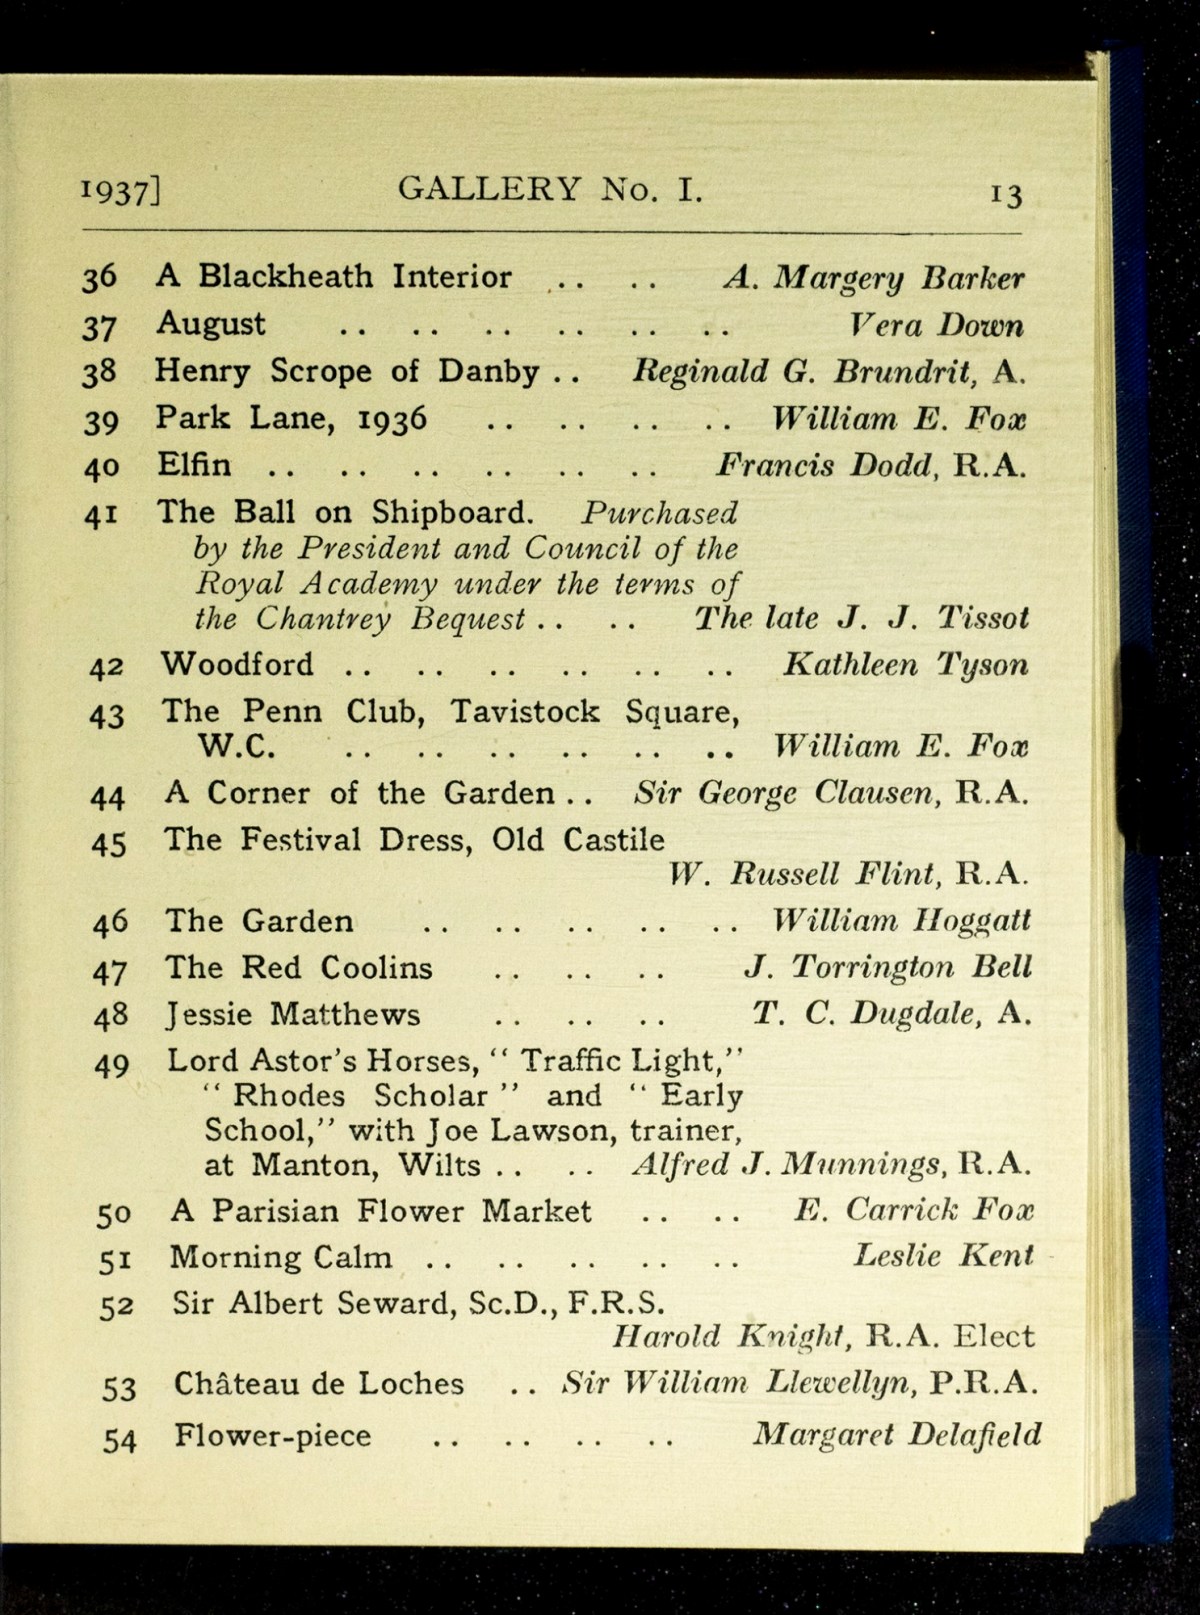 1937] GALLERY No. I. 13
36 A Blackheath Interior .. .. A. Margery Barker
37 August .. .. .. .. .. .. Vera Down
38 Henry Scrope of Danby .. Reginald G. Brundrit, A.
39 Park Lane, 1936 .. .. .. .. William E. Fox
40 Elfin .. .. .. .. .. .. Francis Dodd, R.A.
41 The Ball on Shipboard. Purchased
by the President and Council of the
Royal Academy under the terms of
the Chantrey Bequest .. .. The late J. J. Tissot
42 Woodford .. .. .. .. .. .. Kathleen Tyson
43 The Penn Club, Tavistock Square,
W.C. .. .. .. .. .. .. William E. Fox
44 A Corner of the Garden .. Sir George Clausen, R.A.
45 The Festival Dress, Old Castile
W. Russell Flint, R.A.
46 The Garden .. .. .. .. .. William Hoggatt
47 The Red Coolins .. .. .. J. Torrington Bell
48 Jessie Matthews .. .. .. T. C. Dugdale, A.
49 Lord Astor's Horses, "Traffic Light,"
"Rhodes Scholar" and "Early
School," with Joe Lawson, trainer,
at Manton, Wilts .. .. Alfred J. Munnings, R.A.
50 A Parisian Flower Market .. .. E. Carrick Fox
51 Morning Calm .. .. .. .. .. Leslie Kent
52 Sir Albert Seward, Sc.D., F.R.S.
Harold Knight, R.A. Elect
53 Château de Loches .. Sir William Llewellyn, P.R.A.
54 Flower-piece .. .. .. .. Margaret Delafield